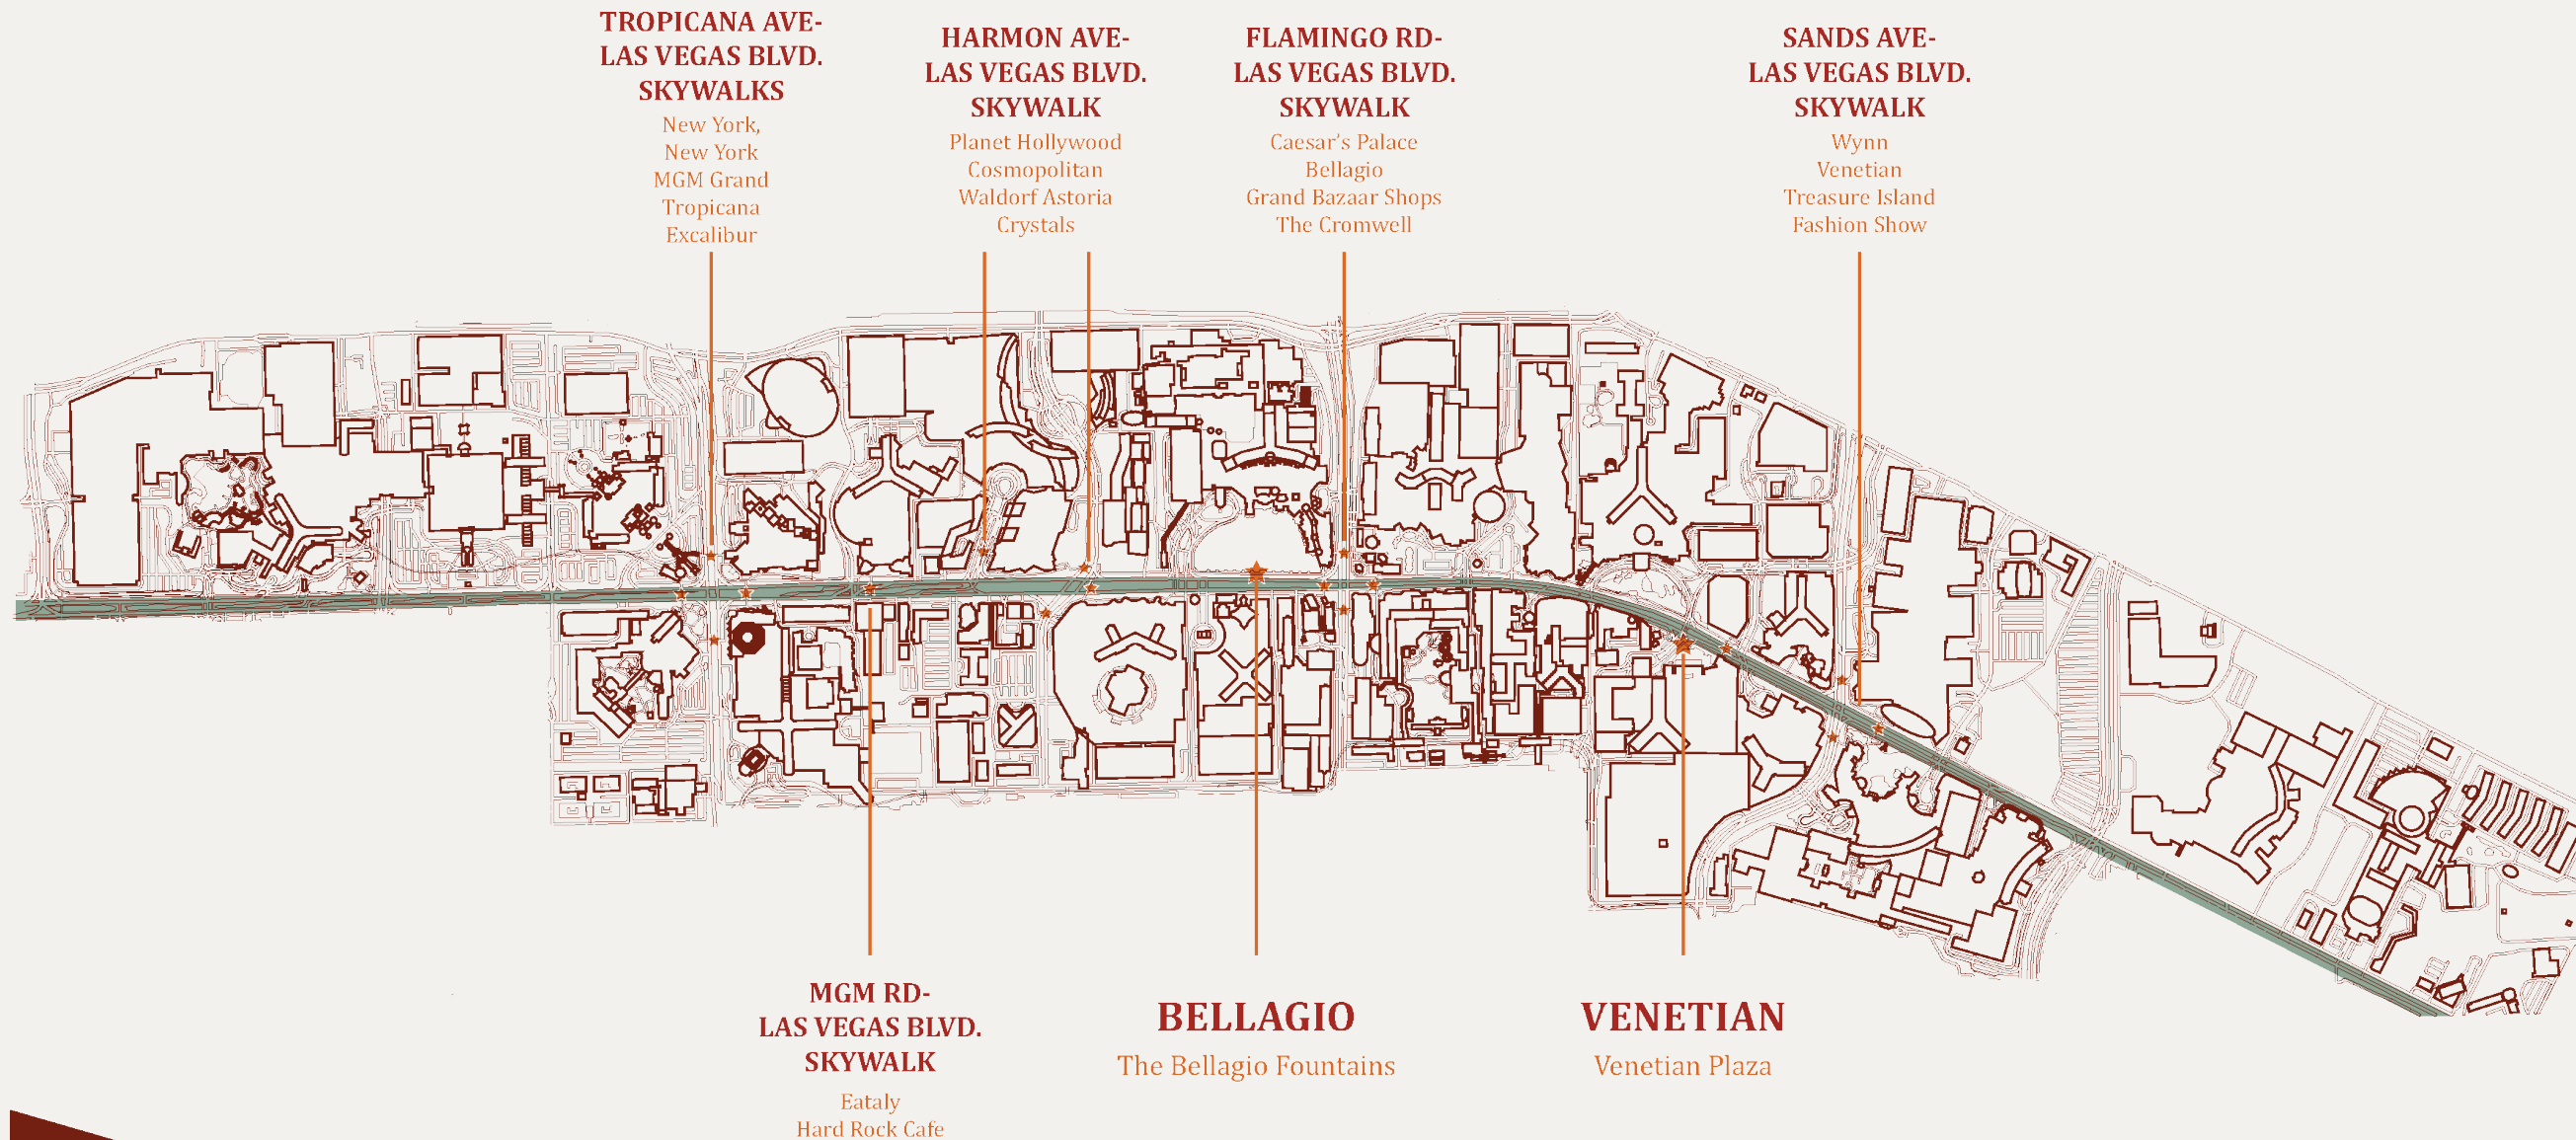 TROPICANA AVE-
LAS VEGAS BLVD.
SKYWALKS
New York,
New York
MGM Grand
Tropicana
Excalibur
HARMON AVE-
LAS VEGAS BLVD.
SKYWALK
Planet Hollywood
Cosmopolitan
Waldorf Astoria
Crystals
FLAMINGO RD-
LAS VEGAS BLVD.
SKYWALK
Caesar’s Palace
Bellagio
Grand Bazaar Shops
The Cromwell
SANDS AVE-
LAS VEGAS BLVD.
SKYWALK
Wynn
Venetian
Treasure Island
Fashion Show
MGM RD-
LAS VEGAS BLVD.
SKYWALK
Eataly
Hard Rock Cafe
BELLAGIO
The Bellagio Fountains
VENETIAN
Venetian Plaza